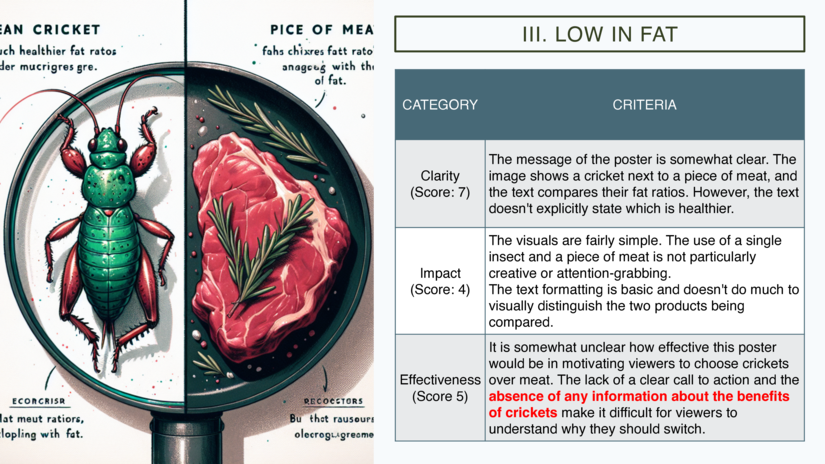 EAN CRICKET
uch healthier fat ratos
der mucrigres gre.
PICE OF MEA
fahs chixres fatt rato
anagoug with the
of fat.
ECORCRISR
lat meut ratiors,
lopling with fat.
RECOCSTORS
Bu that rausours
olecrog
III. LOW IN FAT
CATEGORY
CRITERIA
Clarity
(Score: 7)
The message of the poster is somewhat clear. The
image shows a cricket next to a piece of meat, and
the text compares their fat ratios. However, the text
doesn't explicitly state which is healthier.
Impact
(Score: 4)
The visuals are fairly simple. The use of a single
insect and a piece of meat is not particularly
creative or attention-grabbing.
The text formatting is basic and doesn't do much to
visually distinguish the two products being
compared.
Effectiveness
(Score 5)
It is somewhat unclear how effective this poster
would be in motivating viewers to choose crickets
over meat. The lack of a clear call to action and the
absence of any information about the benefits
of crickets make it difficult for viewers to
understand why they should switch.